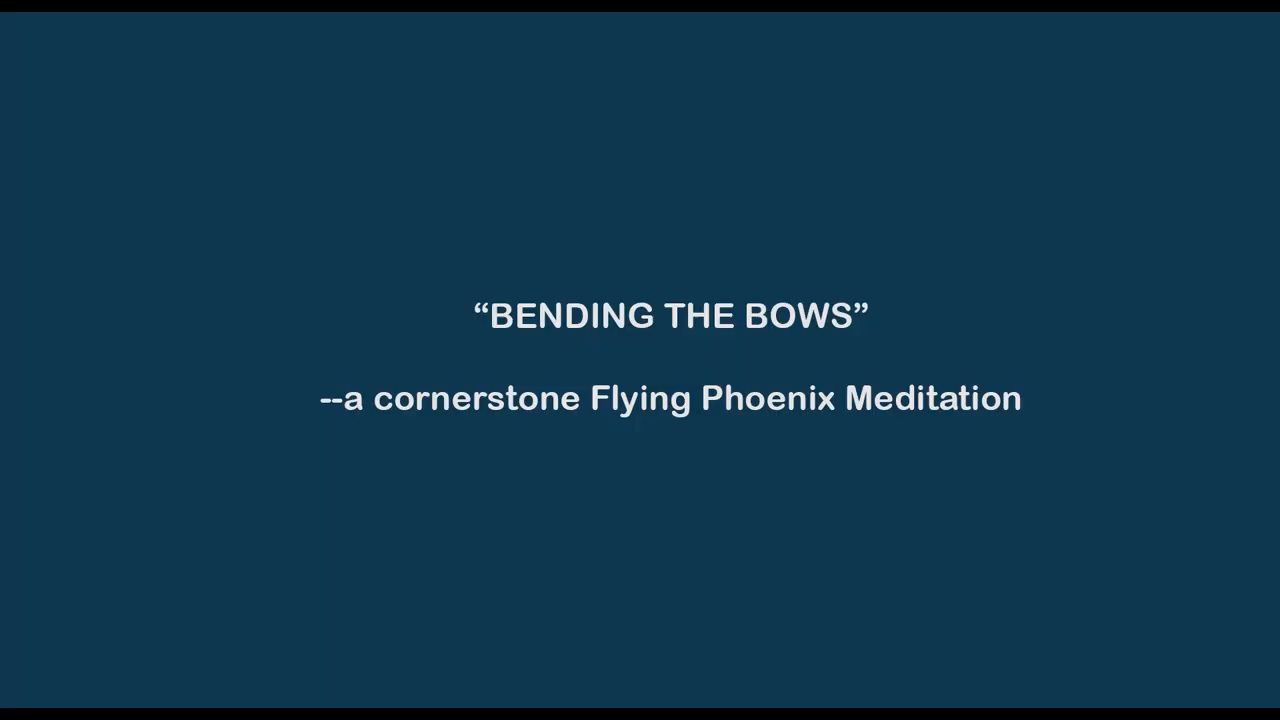 “BENDING THE BOWS”
--a cornerstone Flying Phoenix Meditation